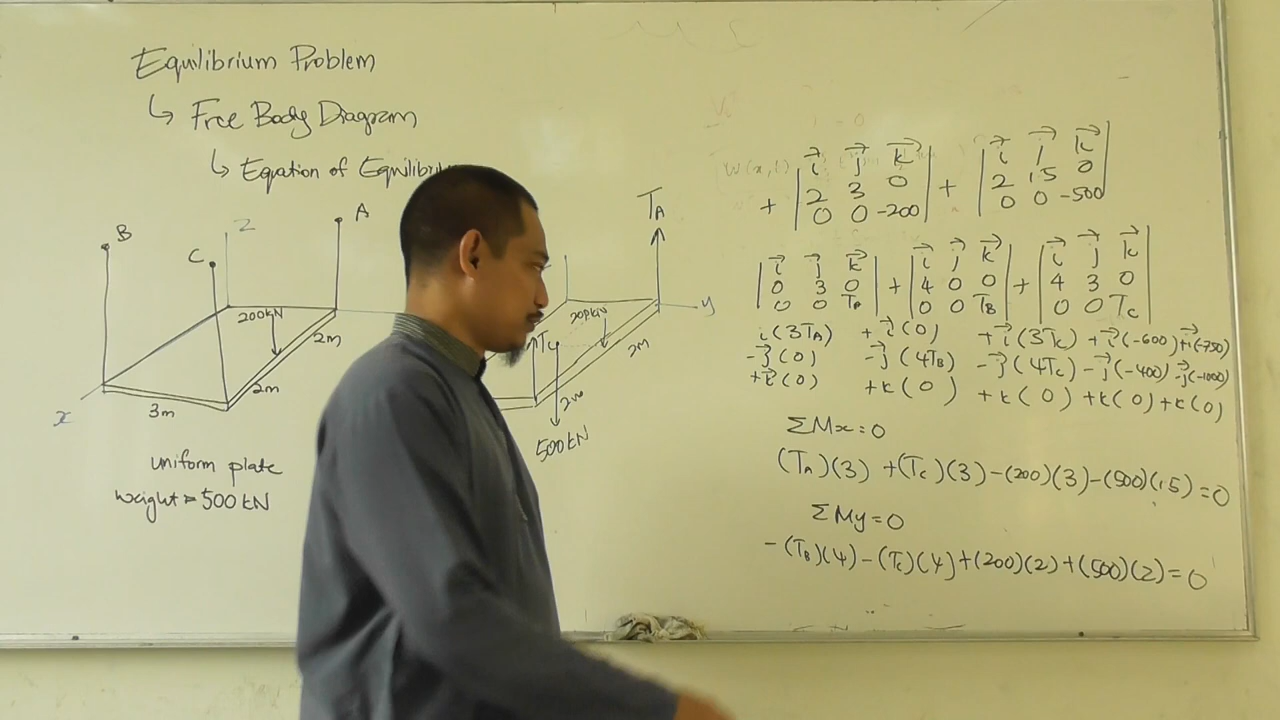 Equilibrium Problem
↳ Free Body Diagram
↳ Equation of Equilibriu
B
C
Z
A
200kN
2m
2m
3m
x
uniform plate
weight = 500 kN
TA
y
200kN
TC
2m
2m
500kN
+ | i j k | + | i j k |
| 2 3 0 | | 2 1.5 0 |
| 0 0 -200 | | 0 0 -500 |
| i j k | + | i j k | + | i j k |
| 0 3 0 | | 4 0 0 | | 4 3 0 |
| 0 0 TA | | 0 0 TB | | 0 0 TC |
i(3TA) + i(0) + i(3Tc) + i(-600) + i(-750)
-j(0) -j(4TB) -j(4Tc) -j(-400) -j(-1000)
+k(0) +k(0) +k(0) +k(0) +k(0)
ΣMx=0
(TA)(3) +(Tc)(3)-(200)(3)-(500)(1.5)=0
ΣMy=0
-(TB)(4)-(Tc)(4)+(200)(2)+(500)(2)=0